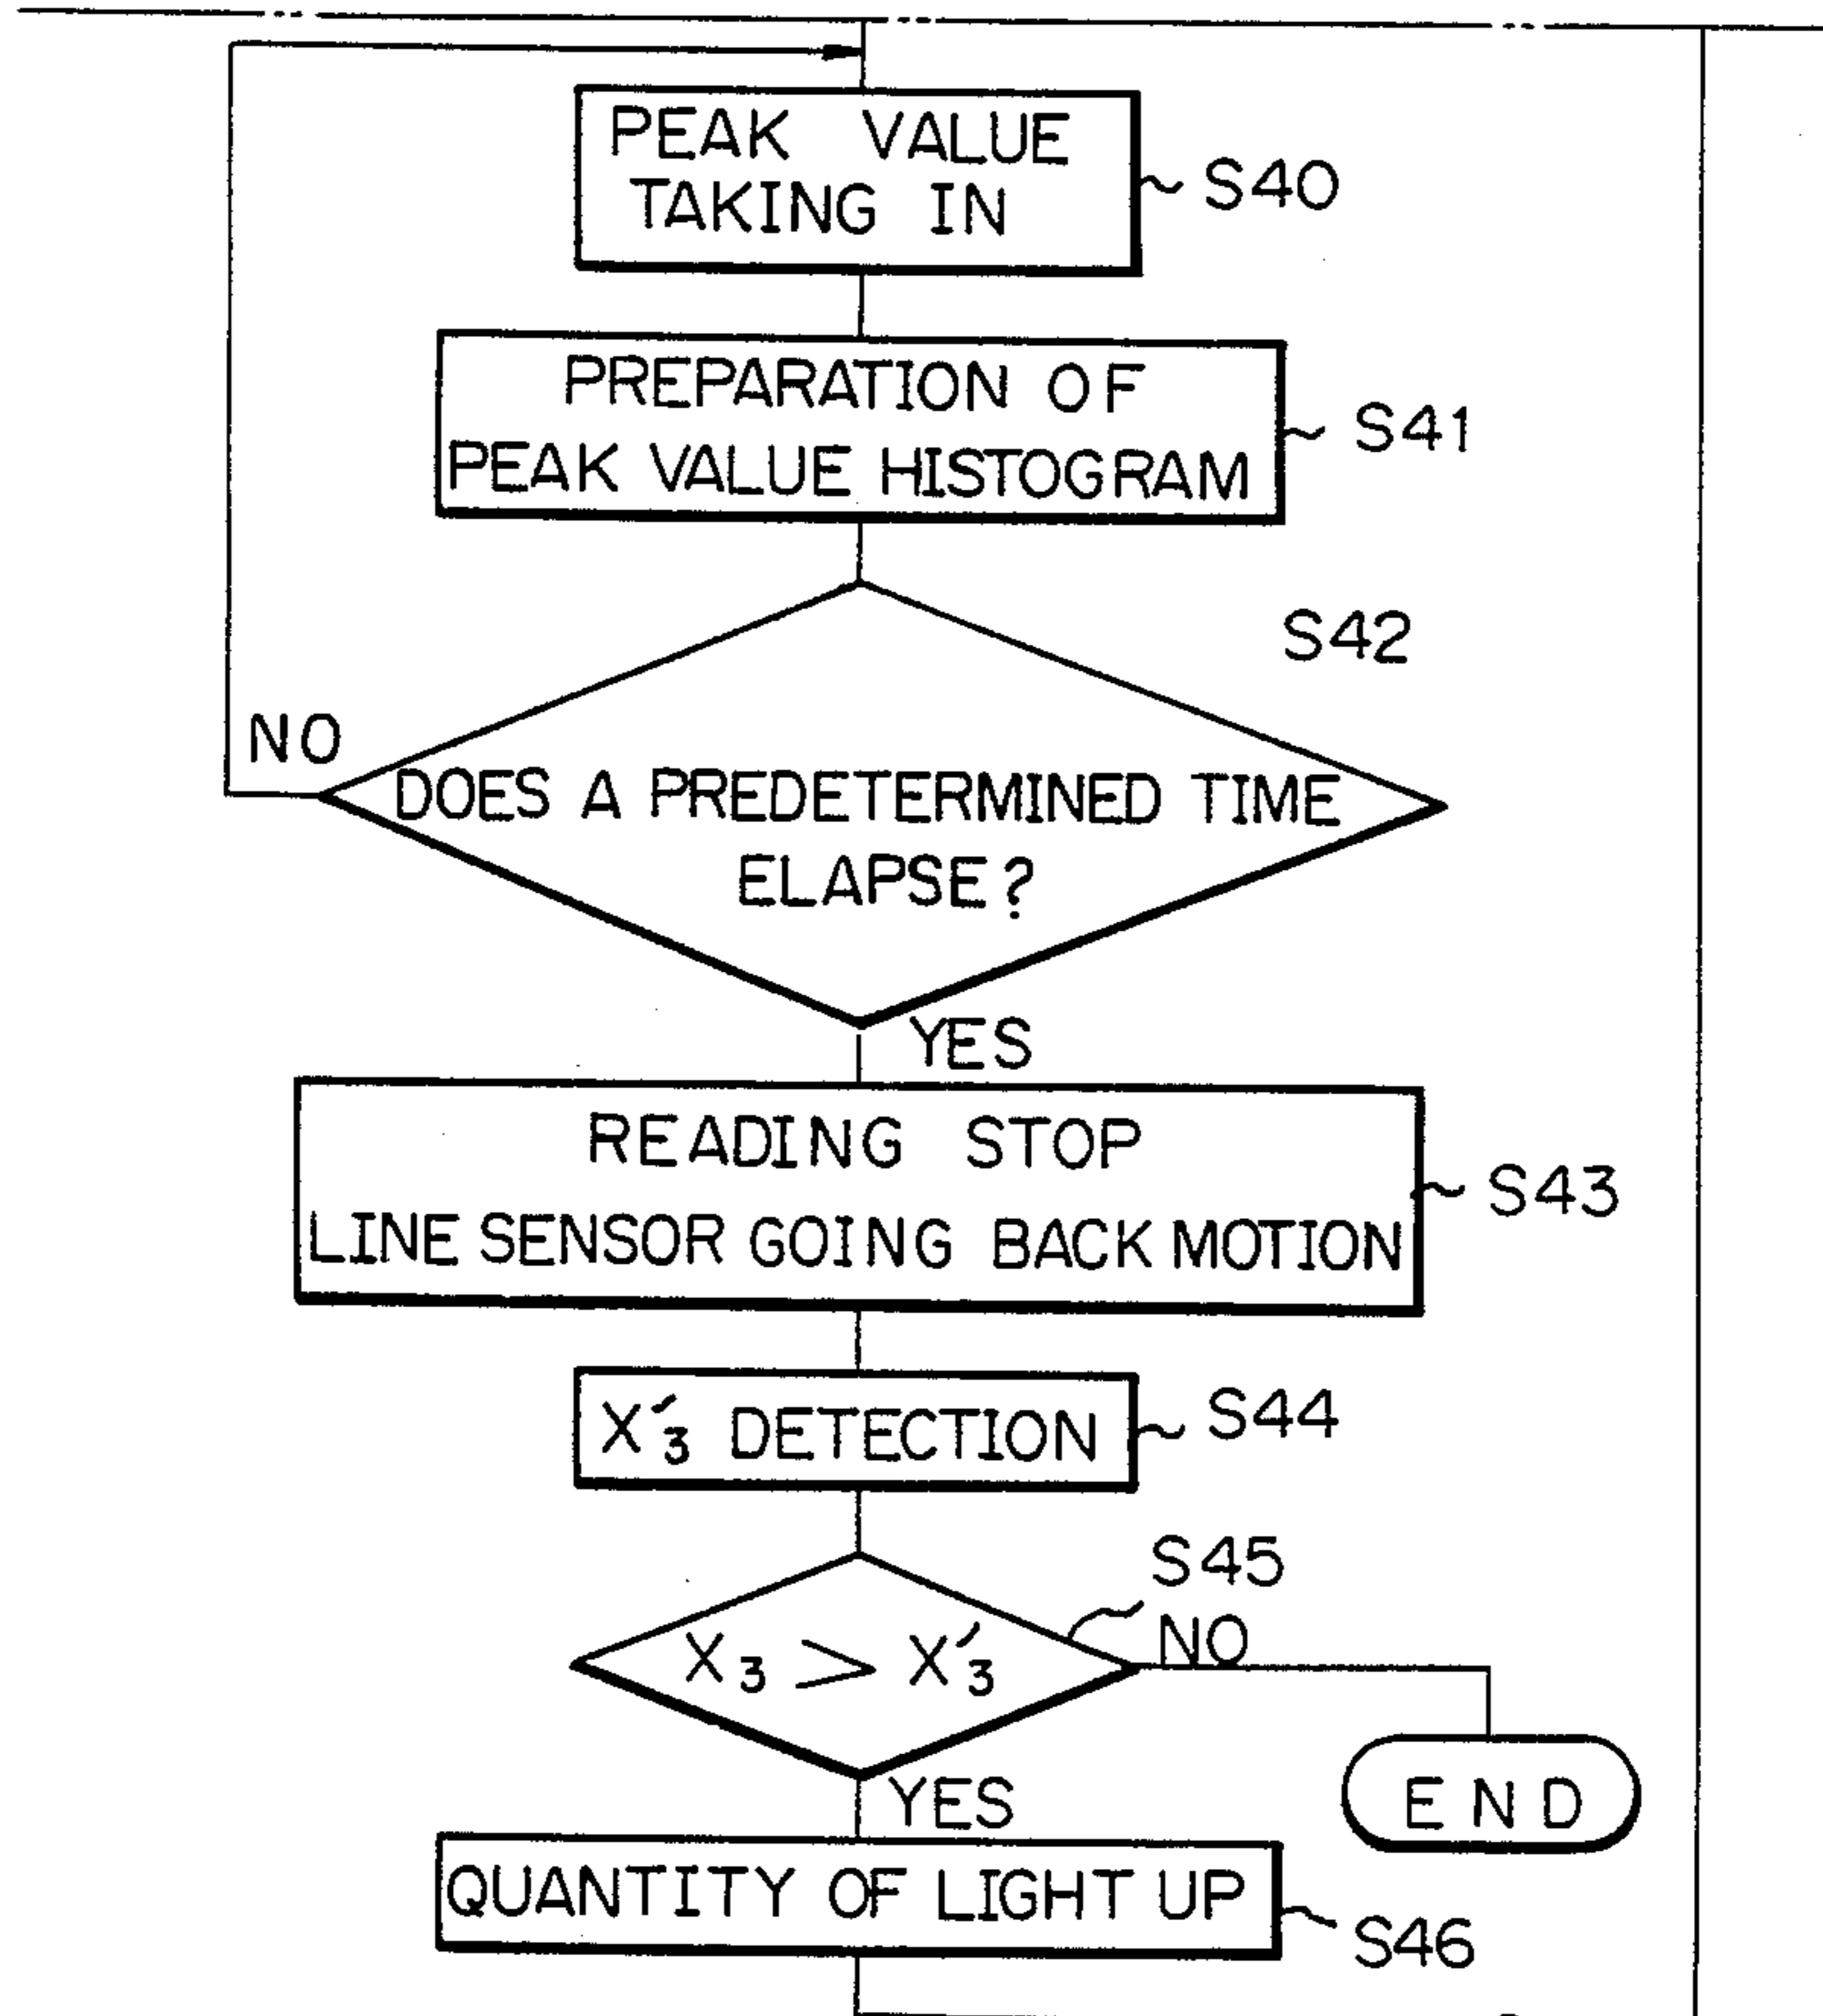 PEAK VALUE
TAKING IN
S40
PREPARATION OF
PEAK VALUE HISTOGRAM
S41
S42
NO
DOES A PREDETERMINED TIME
ELAPSE?
YES
READING STOP
LINE SENSOR GOING BACK MOTION
S43
X'3 DETECTION
S44
S45
X3 > X'3
NO
END
YES
QUANTITY OF LIGHT UP
S46